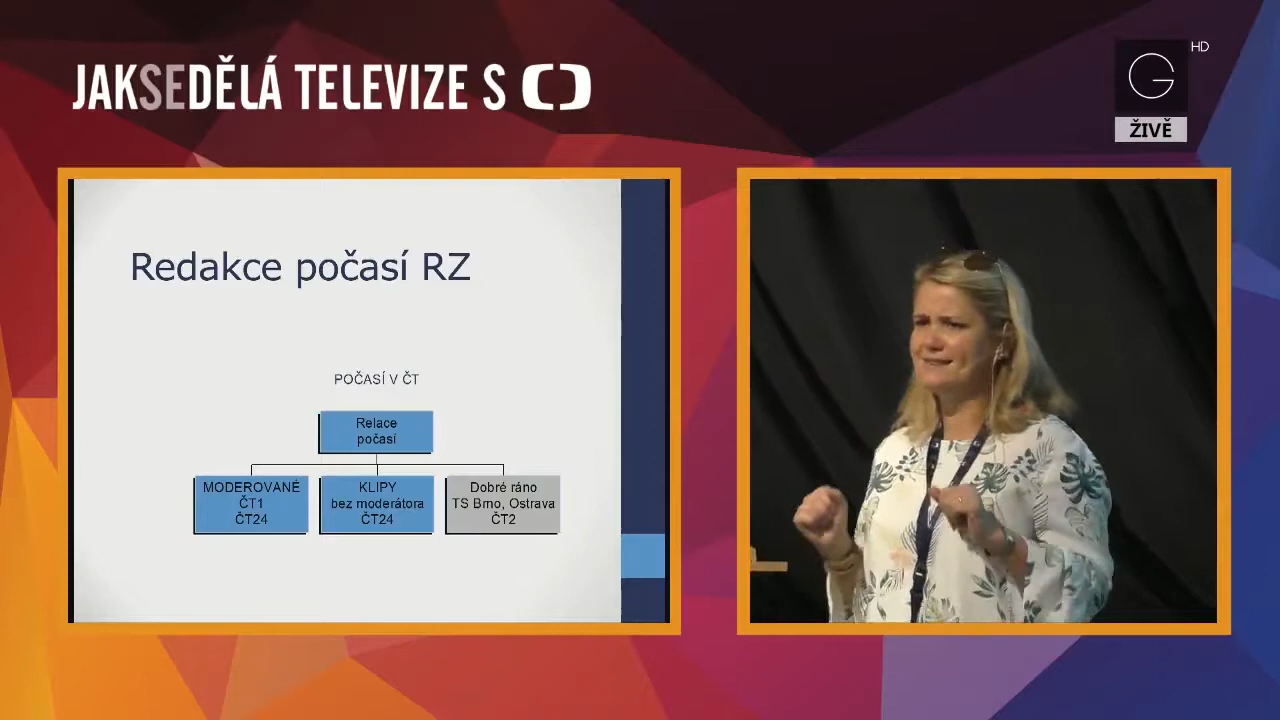 JAKSEDĚLÁ TELEVIZE S
HD
G
ŽIVĚ
Redakce počasí RZ
POČASÍ V ČT
Relace
počasí
MODEROVANÉ
ČT1
ČT24
KLIPY
bez moderátora
ČT24
Dobré ráno
TS Brno, Ostrava
ČT2